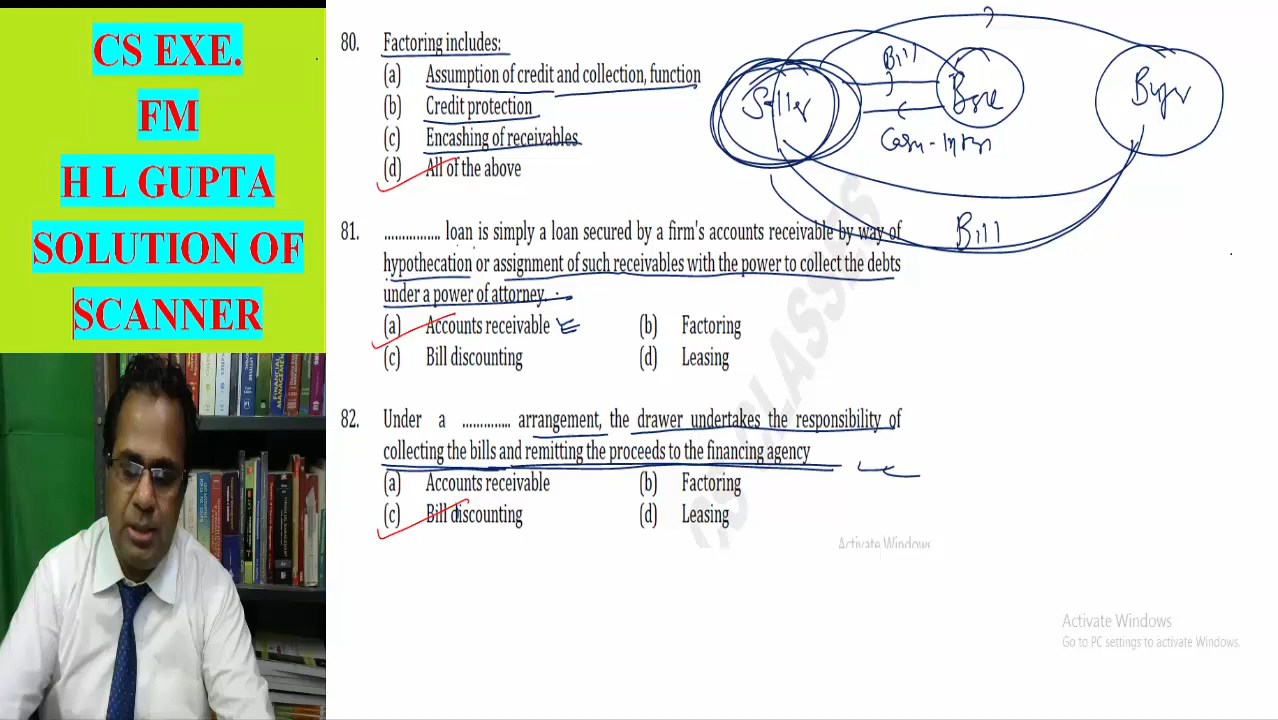 CS EXE.
FM
H L GUPTA
SOLUTION OF
SCANNER
80. Factoring includes:
(a) Assumption of credit and collection, function
(b) Credit protection
(c) Encashing of receivables
(d) All of the above
81. ................ loan is simply a loan secured by a firm's accounts receivable by way of
hypothecation or assignment of such receivables with the power to collect the debts
under a power of attorney.
(a) Accounts receivable (b) Factoring
(c) Bill discounting (d) Leasing
82. Under a .............. arrangement, the drawer undertakes the responsibility of
collecting the bills and remitting the proceeds to the financing agency
(a) Accounts receivable (b) Factoring
(c) Bill discounting (d) Leasing
Seller
Bill
Buyer
Bill
CLASSES
Activate Windows
Activate Windows
Go to PC settings to activate Windows.